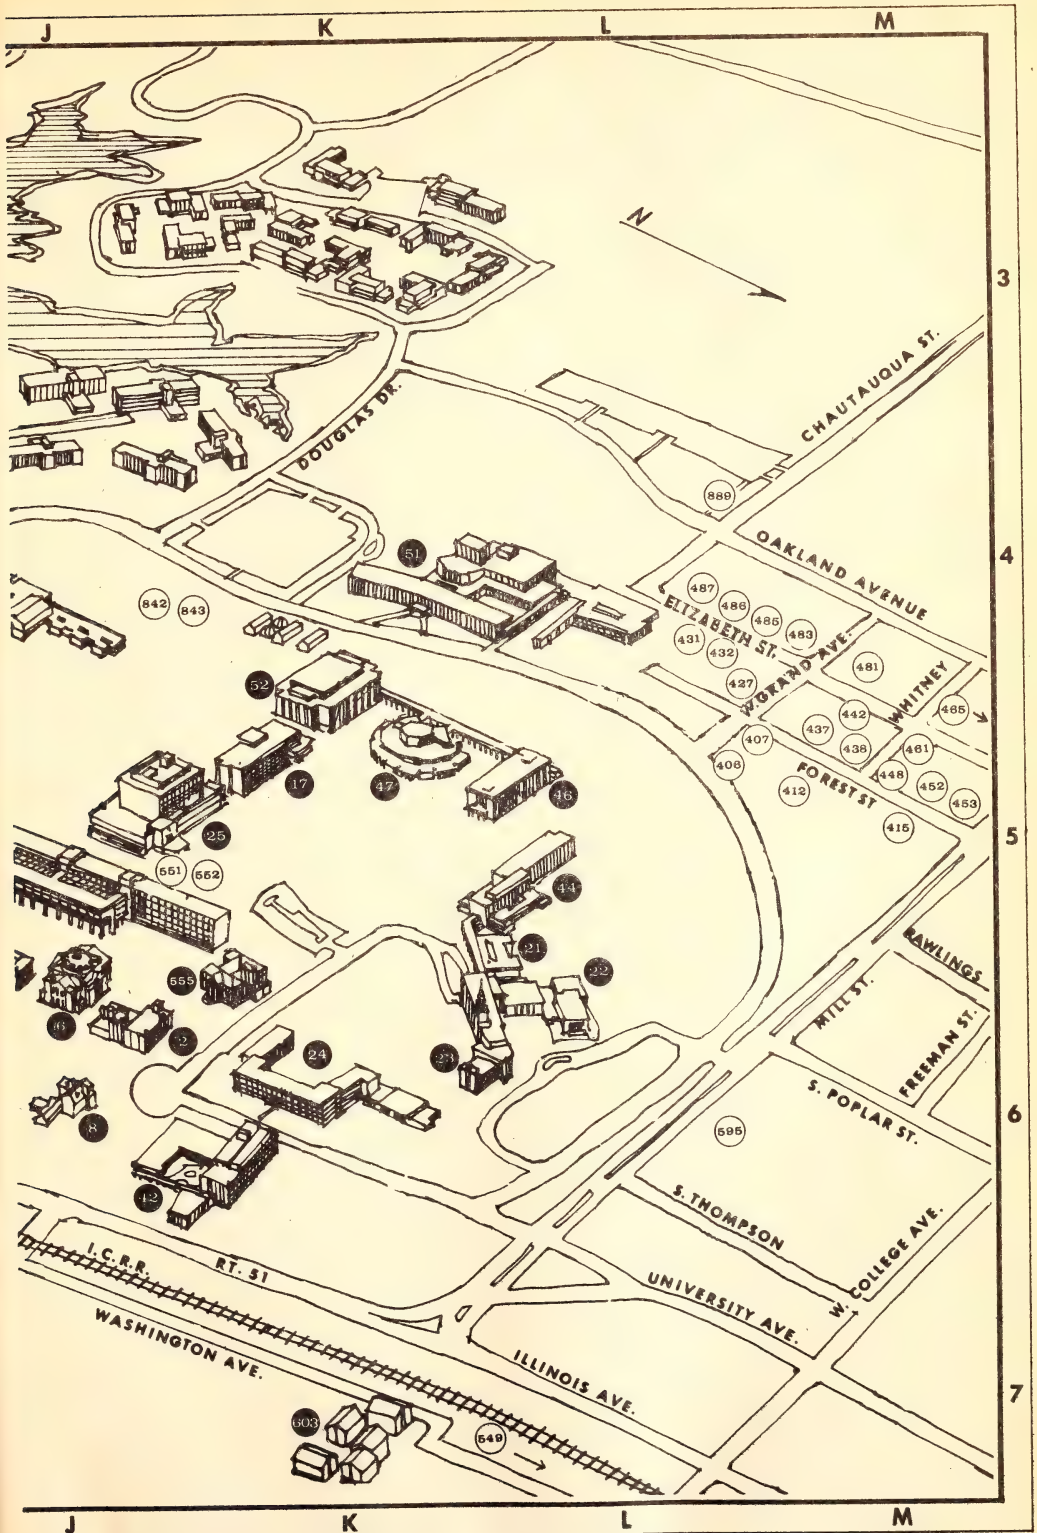 J K L M
N
3
CHAUTAUQUA ST.
DOUGLAS DR.
889
OAKLAND AVENUE
4
51
487
486
485
483
842
843
ELIZABETH ST.
431
432
481
52
427
W. GRAND AVE.
WHITNEY
465
442
437
407
438
461
47
17
406
448
46
FOREST ST
412
452
453
25
415
5
551
552
44
RAWLINGS
21
22
555
MILL ST.
6
2
FREEMAN ST.
24
23
S. POPLAR ST.
6
8
595
42
S. THOMPSON
W. COLLEGE AVE.
I.C.R.R.
RT. 51
UNIVERSITY AVE.
WASHINGTON AVE.
ILLINOIS AVE.
7
603
549
J K L M